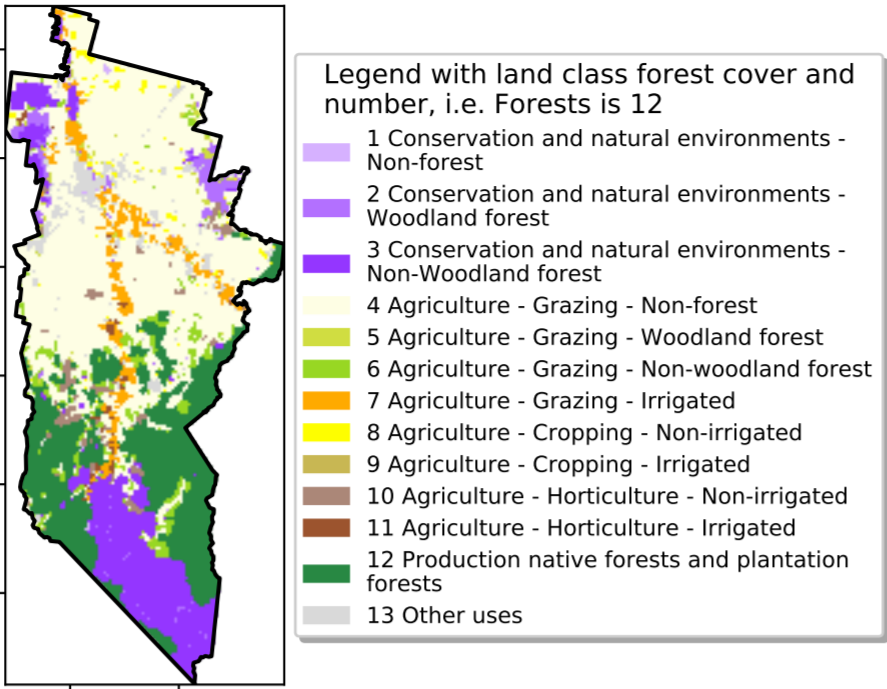 Legend with land class forest cover and
number, i.e. Forests is 12
1 Conservation and natural environments -
Non-forest
2 Conservation and natural environments -
Woodland forest
3 Conservation and natural environments -
Non-Woodland forest
4 Agriculture - Grazing - Non-forest
5 Agriculture - Grazing - Woodland forest
6 Agriculture - Grazing - Non-woodland forest
7 Agriculture - Grazing - Irrigated
8 Agriculture - Cropping - Non-irrigated
9 Agriculture - Cropping - Irrigated
10 Agriculture - Horticulture - Non-irrigated
11 Agriculture - Horticulture - Irrigated
12 Production native forests and plantation
forests
13 Other uses